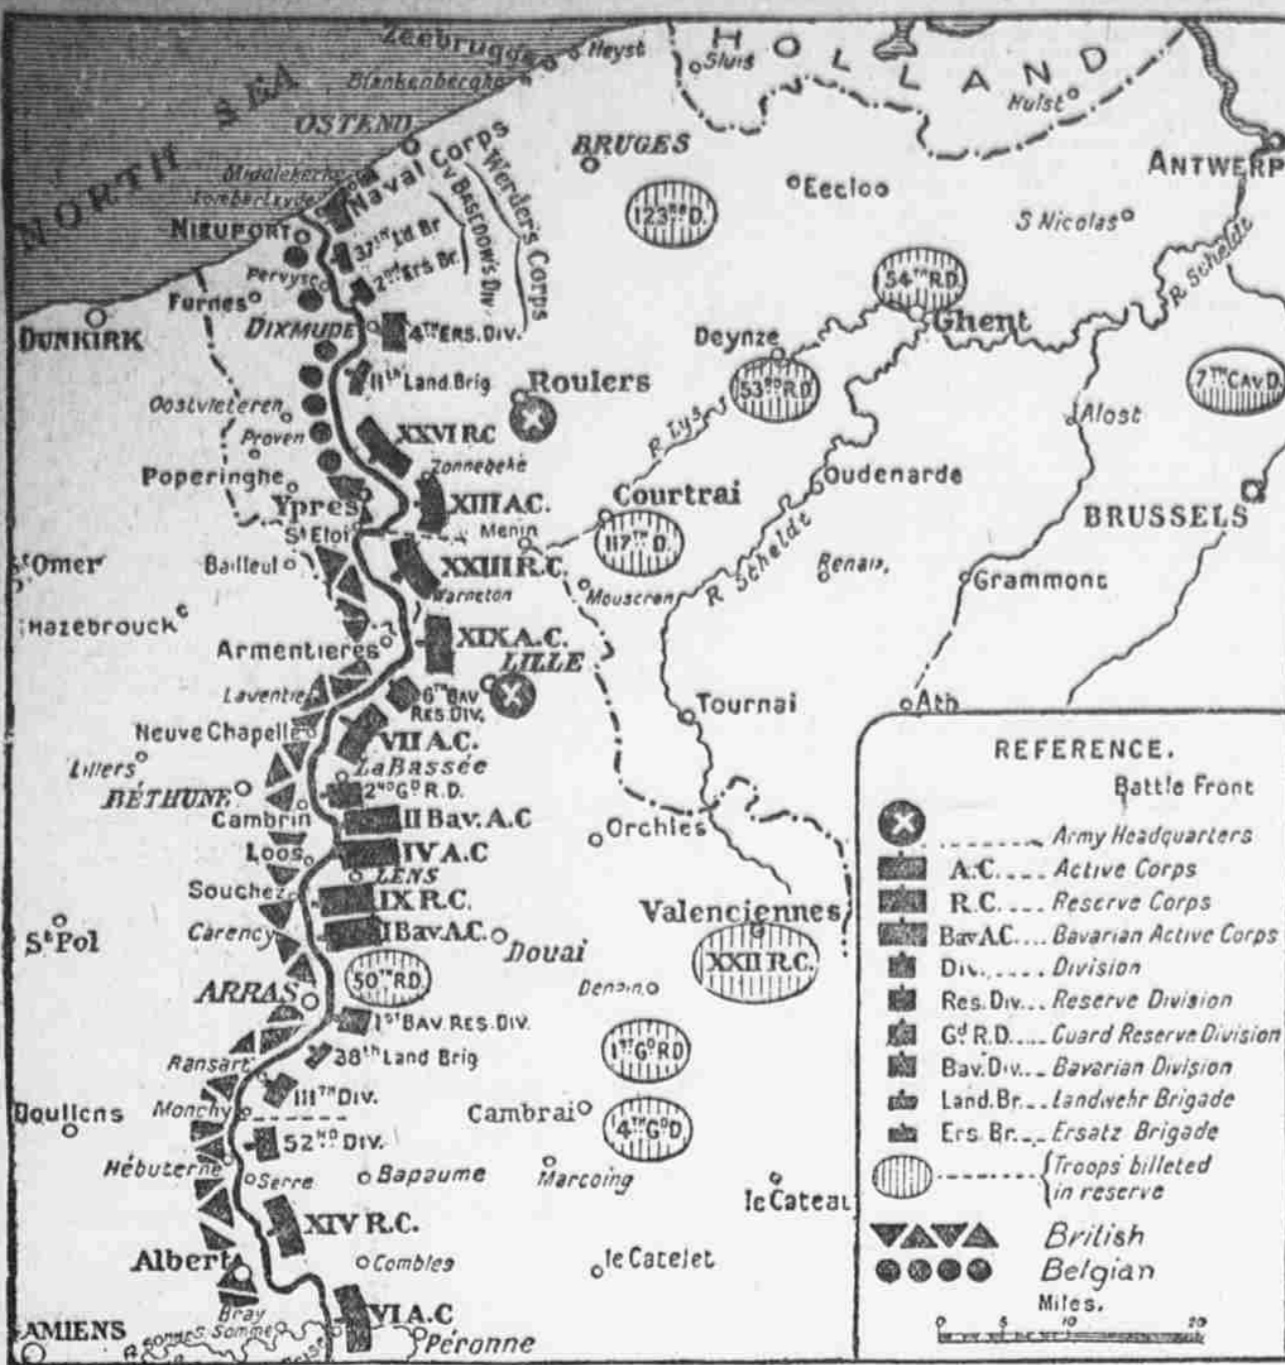 NORTH SEA
HOLLAND
Zeebrugge
Heyst
Blankenberghe
Sluis
Hulst
OSTEND
BRUGES
ANTWERP
Middlekerke
Lombartzyde
Naval Corps
Werder's Corps
V BASEDOW'S DIV
123RD D.
Eecloo
S Nicolas
NIEUPORT
37TH Ld Br
2ND Ers Br.
Pervyse
Furnes
DIXMUDE
4TH ERS. DIV.
54TH R.D.
Ghent
R Scheldt
DUNKIRK
Deynze
53RD R.D.
7TH CAV D.
11th Land. Brig
Roulers
Oostvleteren
Proven
XXVI R.C
R Lys
Alost
Zonnebeke
Poperinghe
Ypres
XIII A.C.
Courtrai
Oudenarde
BRUSSELS
St Eloi
Menin
117TH D.
St Omer
Bailleul
XXIII R.C.
R Scheldt
Renaix
Grammont
Warneton
Mouscron
Hazebrouck
Armentieres
XIX A.C.
LILLE
Laventie
6TH BAV
RES. DIV.
Tournai
Ath
Neuve Chapelle
VII A.C.
Lillers
La Bassée
BÉTHUNE
2ND GD R.D.
Cambrin
II Bav. A.C
Orchies
Loos
IV A.C
LENS
Souchez
IX R.C.
Valenciennes
St Pol
Carency
I Bav. A.C.
Douai
XXII R.C.
50TH R.D.
ARRAS
Denain
1ST BAV. RES. DIV.
1ST GD RD
Ransart
38th Land Brig
111TH DIV.
Doullens
Monchy
Cambrai
4TH GD D.
52ND DIV.
Hébuterne
Serre
Bapaume
Marcoing
le Cateau
XIV R.C.
Albert
Combles
le Catelet
Bray
VI A.C
AMIENS
R. Somme
Somme
Péronne
REFERENCE.
Battle Front
Army Headquarters
A.C. .... Active Corps
R.C. .... Reserve Corps
Bav A.C. ... Bavarian Active Corps
Div. ..... Division
Res. Div... Reserve Division
Gd R.D. .... Guard Reserve Division
Bav. Div... Bavarian Division
Land. Br... Landwehr Brigade
Ers Br. ... Ersatz Brigade
Troops billeted
in reserve
British
Belgian
Miles.
0 5 10 20